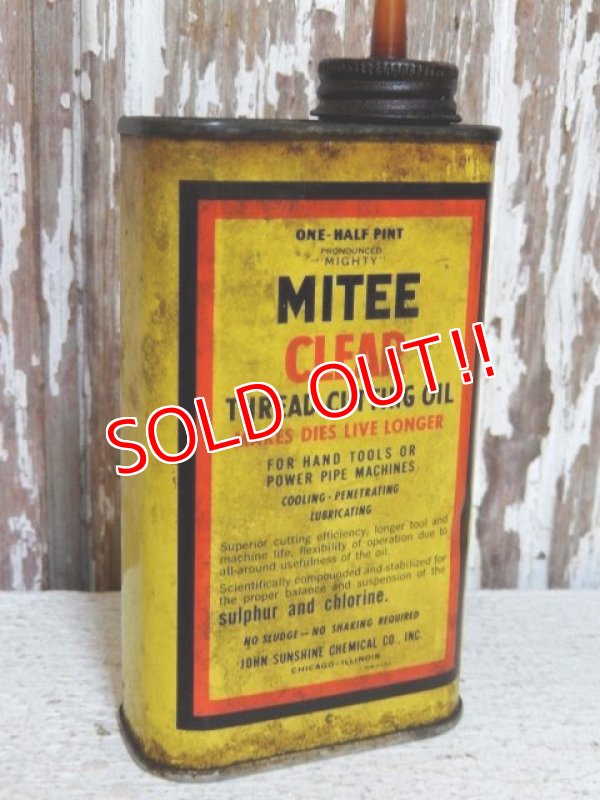 ONE-HALF PINT
PRONOUNCED
"MIGHTY"
MITEE
CLEAR
SOLD OUT!!
THREAD CUTTING OIL
MAKES DIES LIVE LONGER
FOR HAND TOOLS OR
POWER PIPE MACHINES
COOLING - PENETRATING
LUBRICATING
Superior cutting efficiency, longer tool and
machine life, flexibility of operation due to
all-around usefulness of the oil.
Scientifically compounded and stabilized for
the proper balance and suspension of the
sulphur and chlorine.
NO SLUDGE — NO SHAKING REQUIRED
JOHN SUNSHINE CHEMICAL CO., INC.
CHICAGO - ILLINOIS